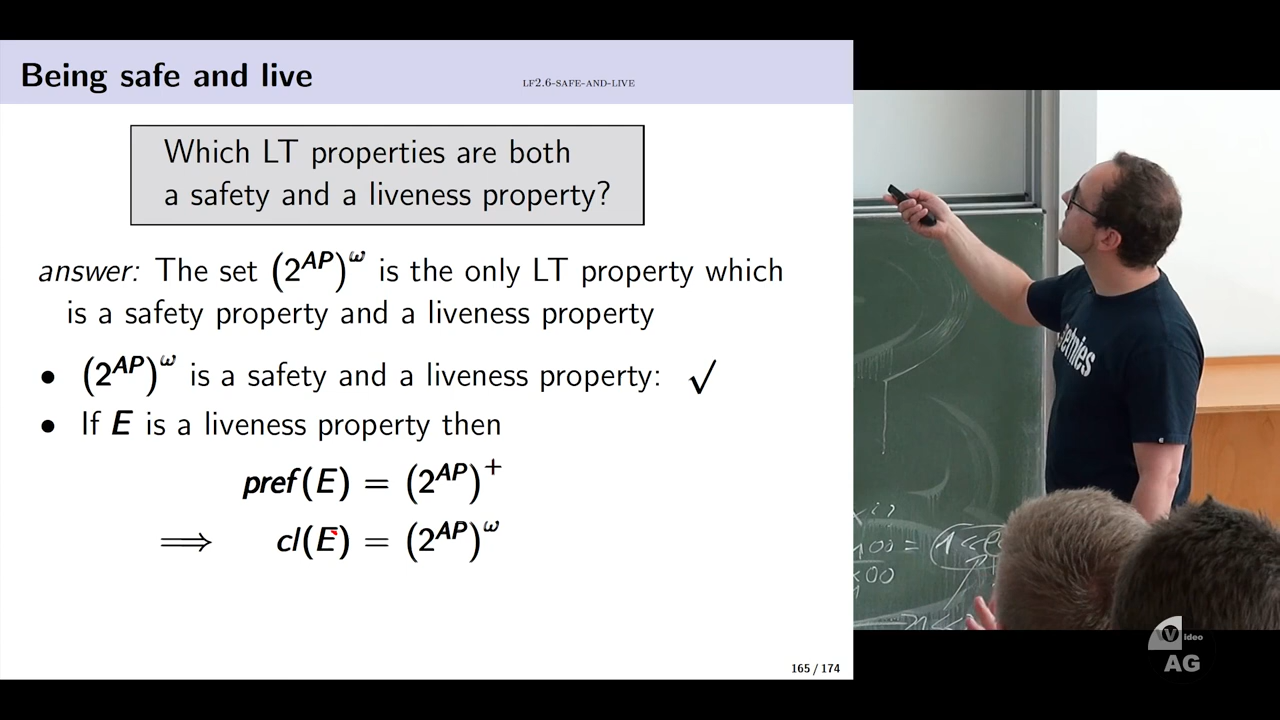 Being safe and live
LF2.6-SAFE-AND-LIVE
Which LT properties are both
a safety and a liveness property?
answer: The set (2^AP)^ω is the only LT property which
is a safety property and a liveness property
• (2^AP)^ω is a safety and a liveness property: √
• If E is a liveness property then
pref(E) = (2^AP)^+
⟹ cl(E) = (2^AP)^ω
165 / 174
Video
AG